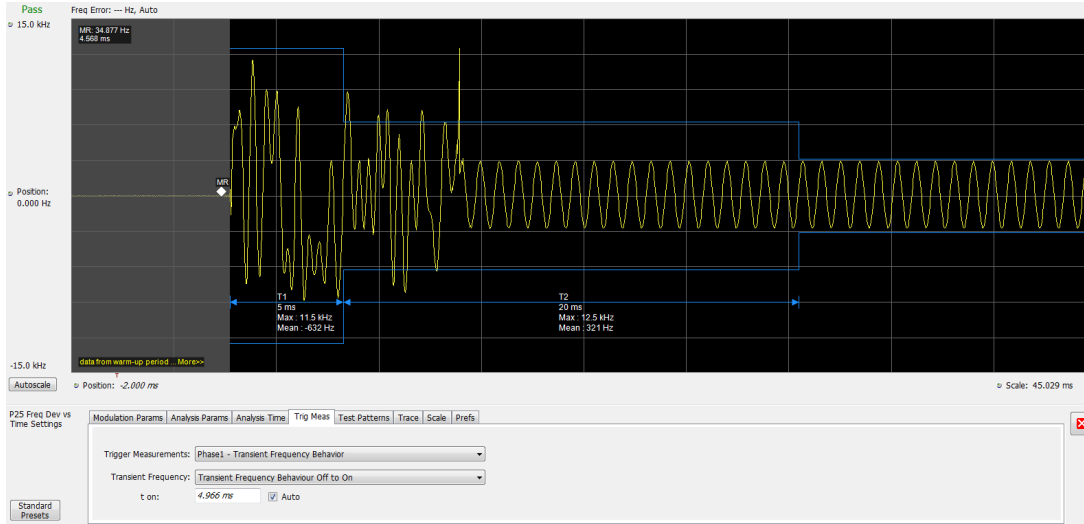 Pass
Freq Error: --- Hz, Auto
15.0 kHz
MR: 34.877 Hz
4.568 ms
MR
Position:
0.000 Hz
T1
5 ms
Max : 11.5 kHz
Mean : -632 Hz
T2
20 ms
Max : 12.5 kHz
Mean : 321 Hz
-15.0 kHz
data from warm-up period ... More>>
T
Autoscale
Position: -2.000 ms
Scale: 45.029 ms
P25 Freq Dev vs
Time Settings
Modulation Params Analysis Params Analysis Time Trig Meas Test Patterns Trace Scale Prefs
Trigger Measurements: Phase1 - Transient Frequency Behavior
Transient Frequency: Transient Frequency Behaviour Off to On
t on: 4.966 ms Auto
Standard
Presets